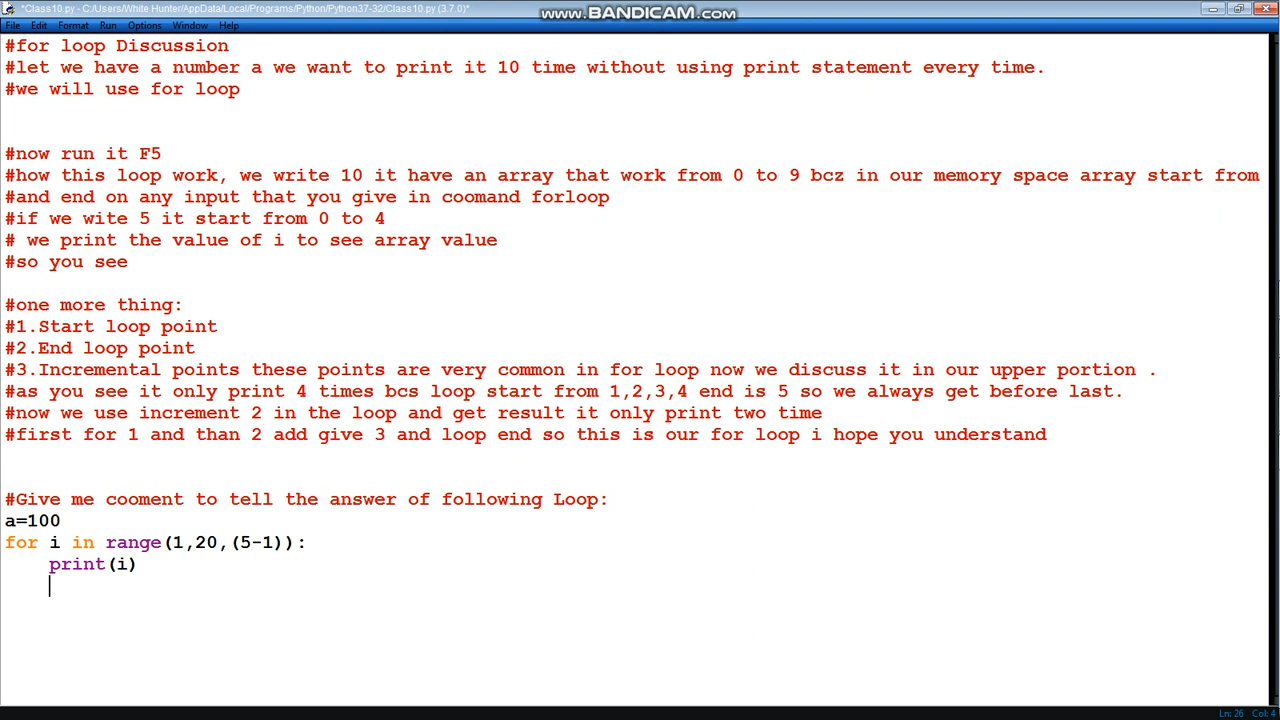 *Class10.py - C:/Users/White Hunter/AppData/Local/Programs/Python/Python37-32/Class10.py (3.7.0)*
WWW.BANDICAM.COM
File Edit Format Run Options Window Help
#for loop Discussion
#let we have a number a we want to print it 10 time without using print statement every time.
#we will use for loop
#now run it F5
#how this loop work, we write 10 it have an array that work from 0 to 9 bcz in our memory space array start from
#and end on any input that you give in coomand forloop
#if we wite 5 it start from 0 to 4
# we print the value of i to see array value
#so you see
#one more thing:
#1.Start loop point
#2.End loop point
#3.Incremental points these points are very common in for loop now we discuss it in our upper portion .
#as you see it only print 4 times bcs loop start from 1,2,3,4 end is 5 so we always get before last.
#now we use increment 2 in the loop and get result it only print two time
#first for 1 and than 2 add give 3 and loop end so this is our for loop i hope you understand
#Give me cooment to tell the answer of following Loop:
a=100
for i in range(1,20,(5-1)):
    print(i)
Ln: 26 Col: 4